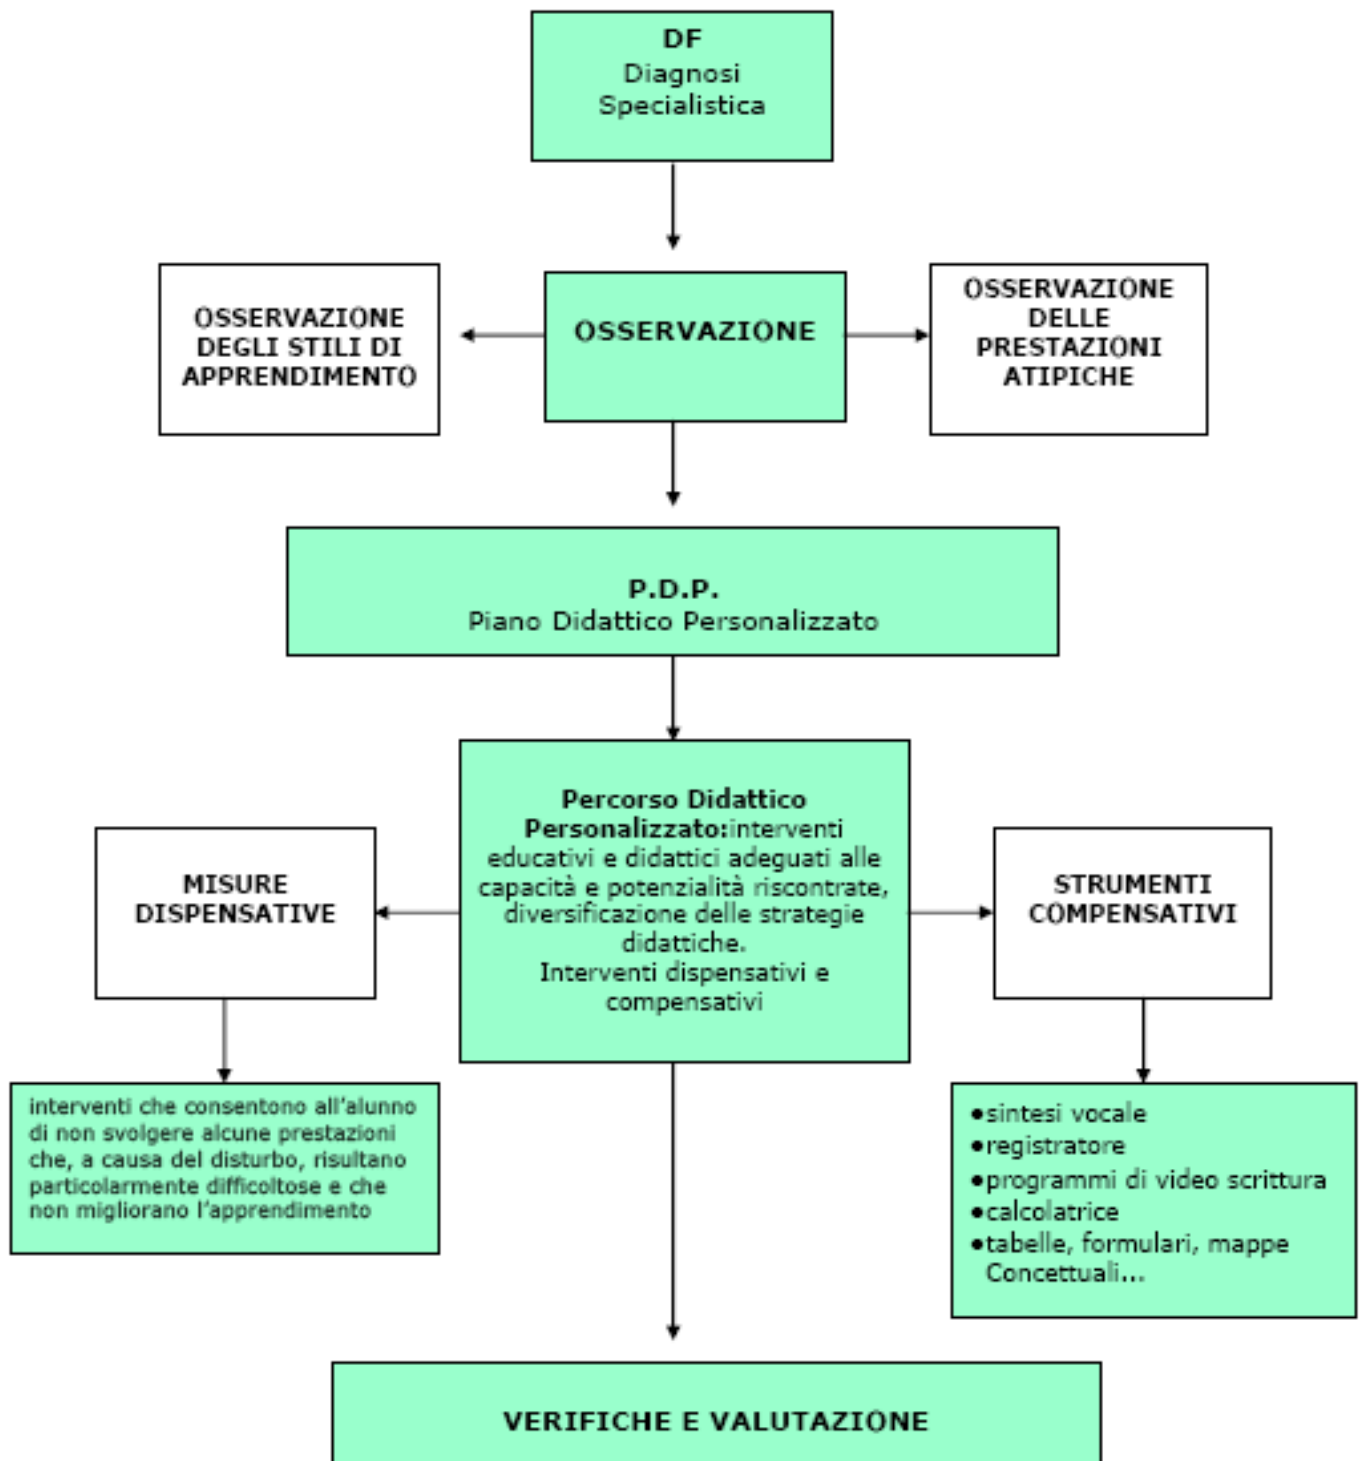 DF
Diagnosi
Specialistica
OSSERVAZIONE
DEGLI STILI DI
APPRENDIMENTO
OSSERVAZIONE
OSSERVAZIONE
DELLE
PRESTAZIONI
ATIPICHE
P.D.P.
Piano Didattico Personalizzato
Percorso Didattico
Personalizzato:interventi
educativi e didattici adeguati alle
capacità e potenzialità riscontrate,
diversificazione delle strategie
didattiche.
Interventi dispensativi e
compensativi
MISURE
DISPENSATIVE
STRUMENTI
COMPENSATIVI
interventi che consentono all'alunno
di non svolgere alcune prestazioni
che, a causa del disturbo, risultano
particolarmente difficoltose e che
non migliorano l'apprendimento
•sintesi vocale
•registratore
•programmi di video scrittura
•calcolatrice
•tabelle, formulari, mappe
Concettuali...
VERIFICHE E VALUTAZIONE